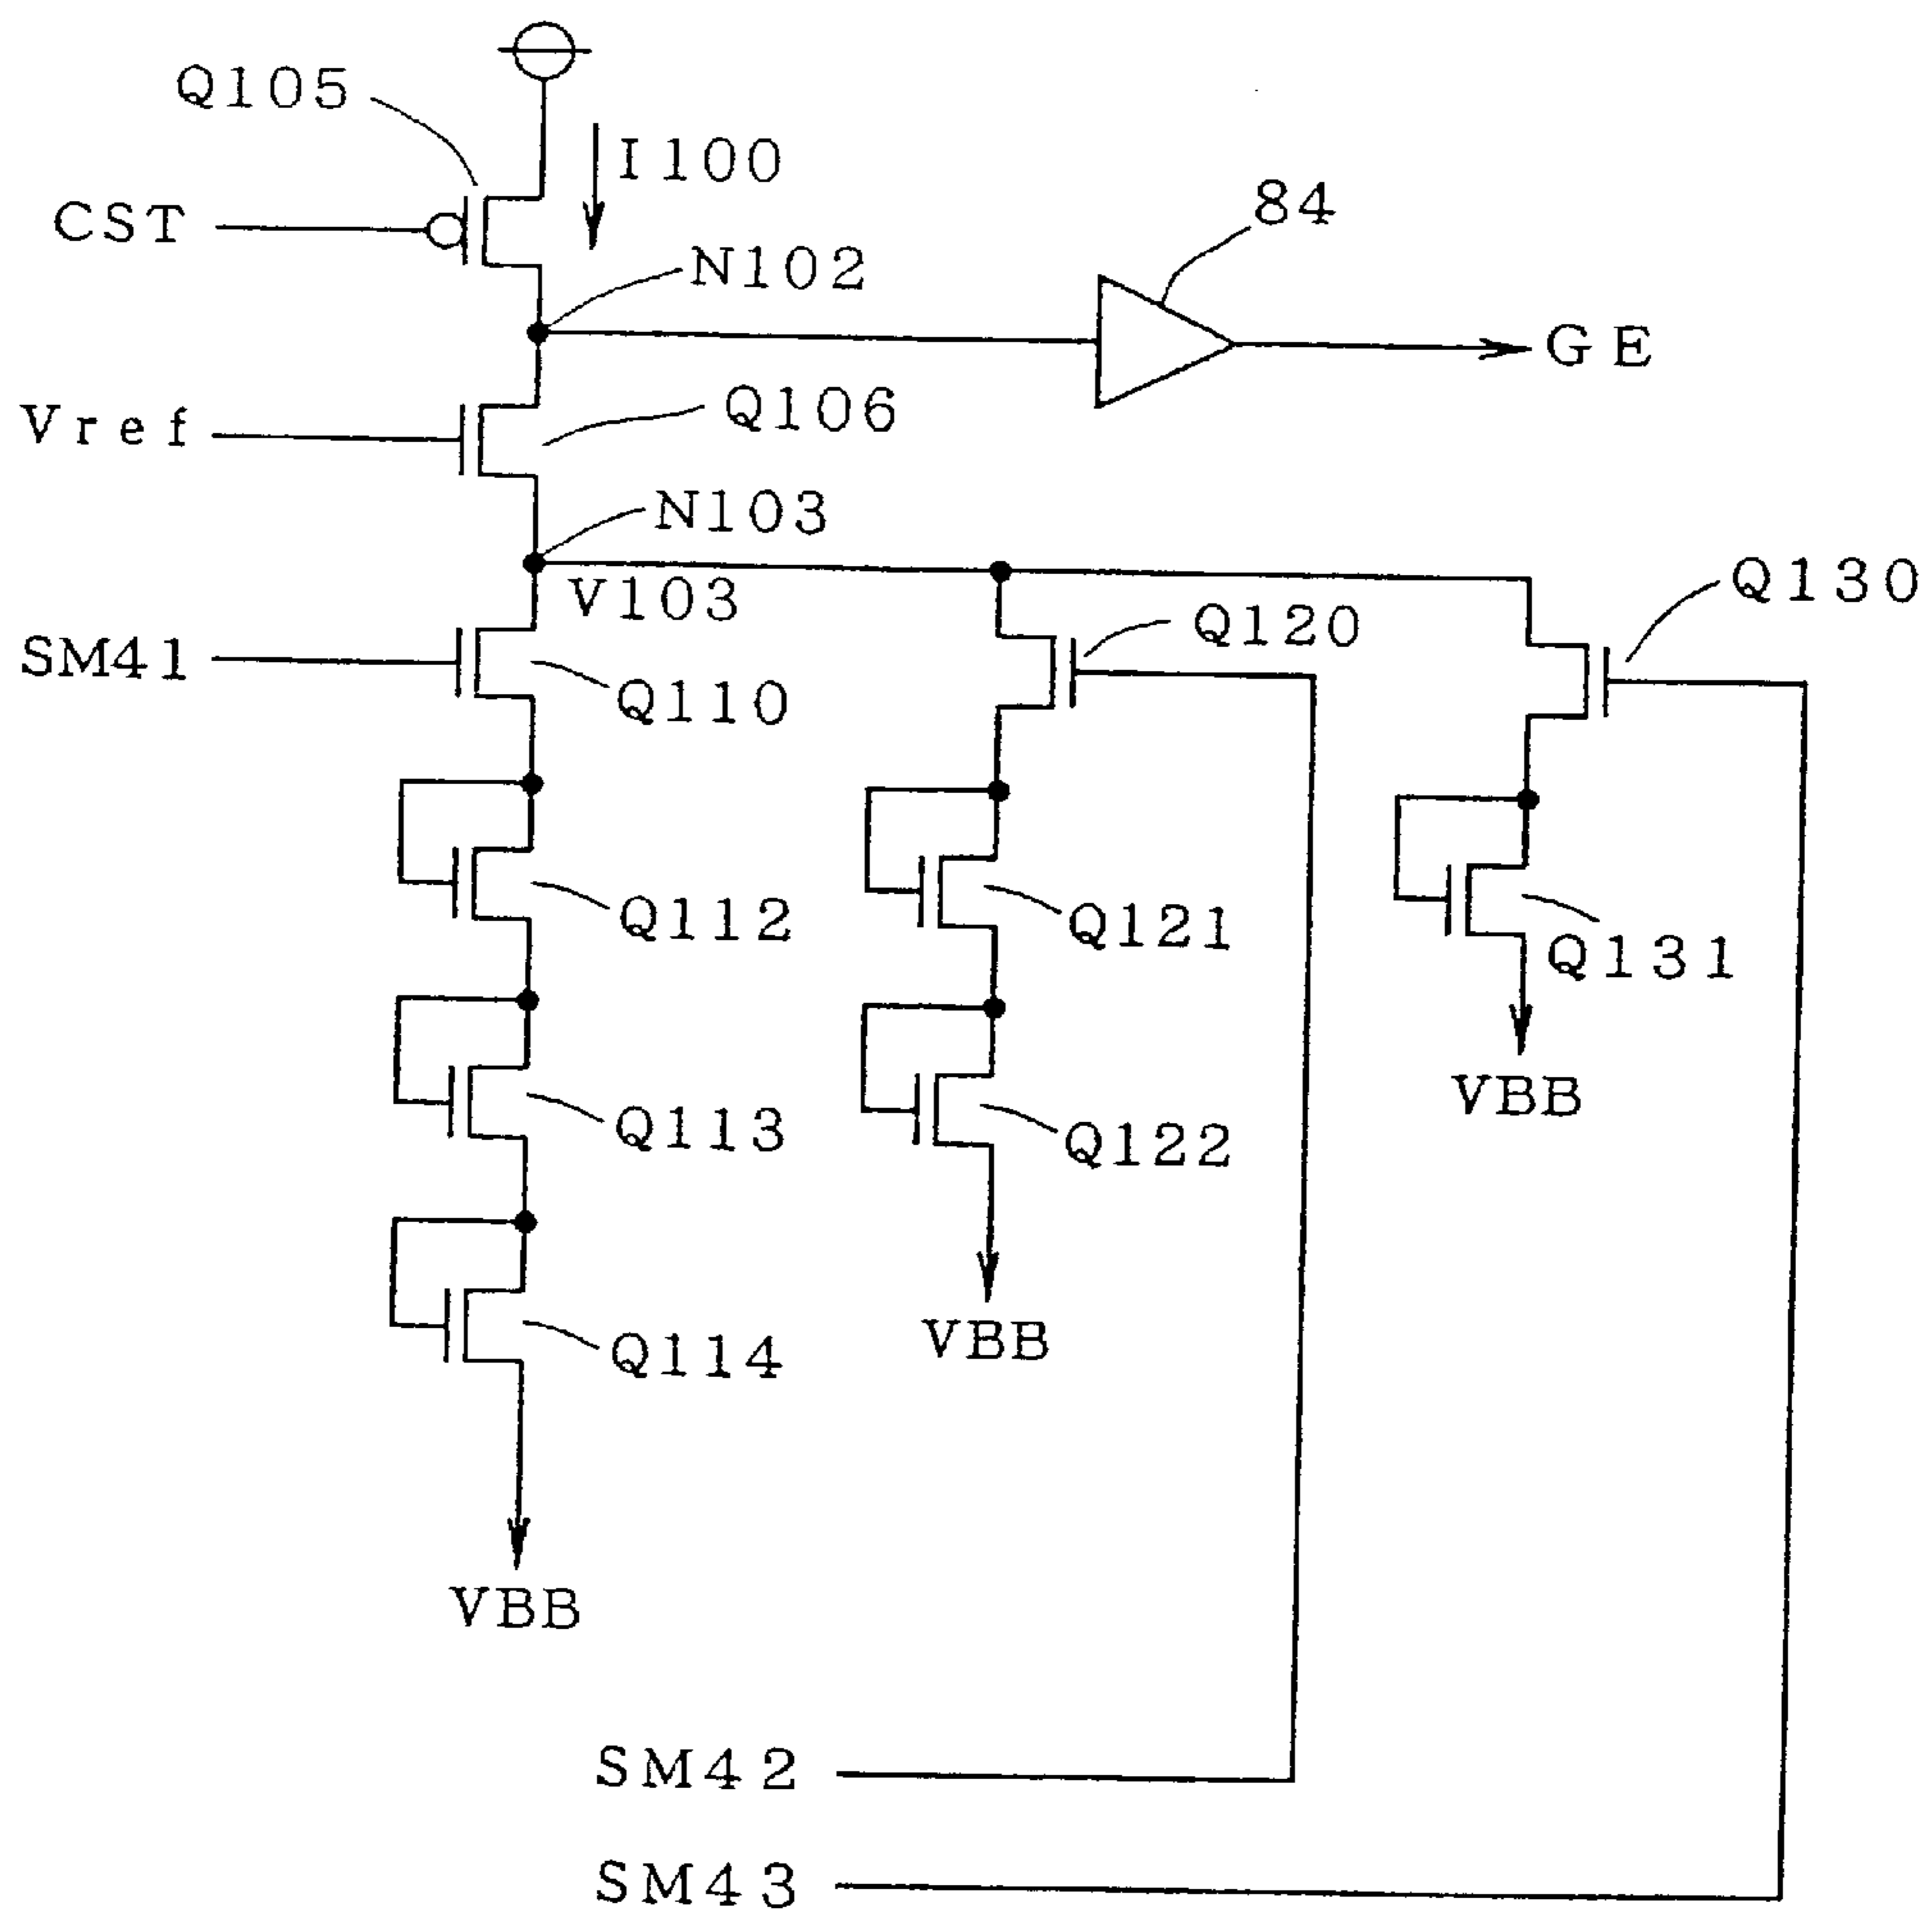 Q105
I100
CST
84
N102
GE
Vref
Q106
N103
V103
Q130
Q120
SM41
Q110
Q112
Q121
Q131
VBB
Q113
Q122
VBB
Q114
VBB
SM42
SM43